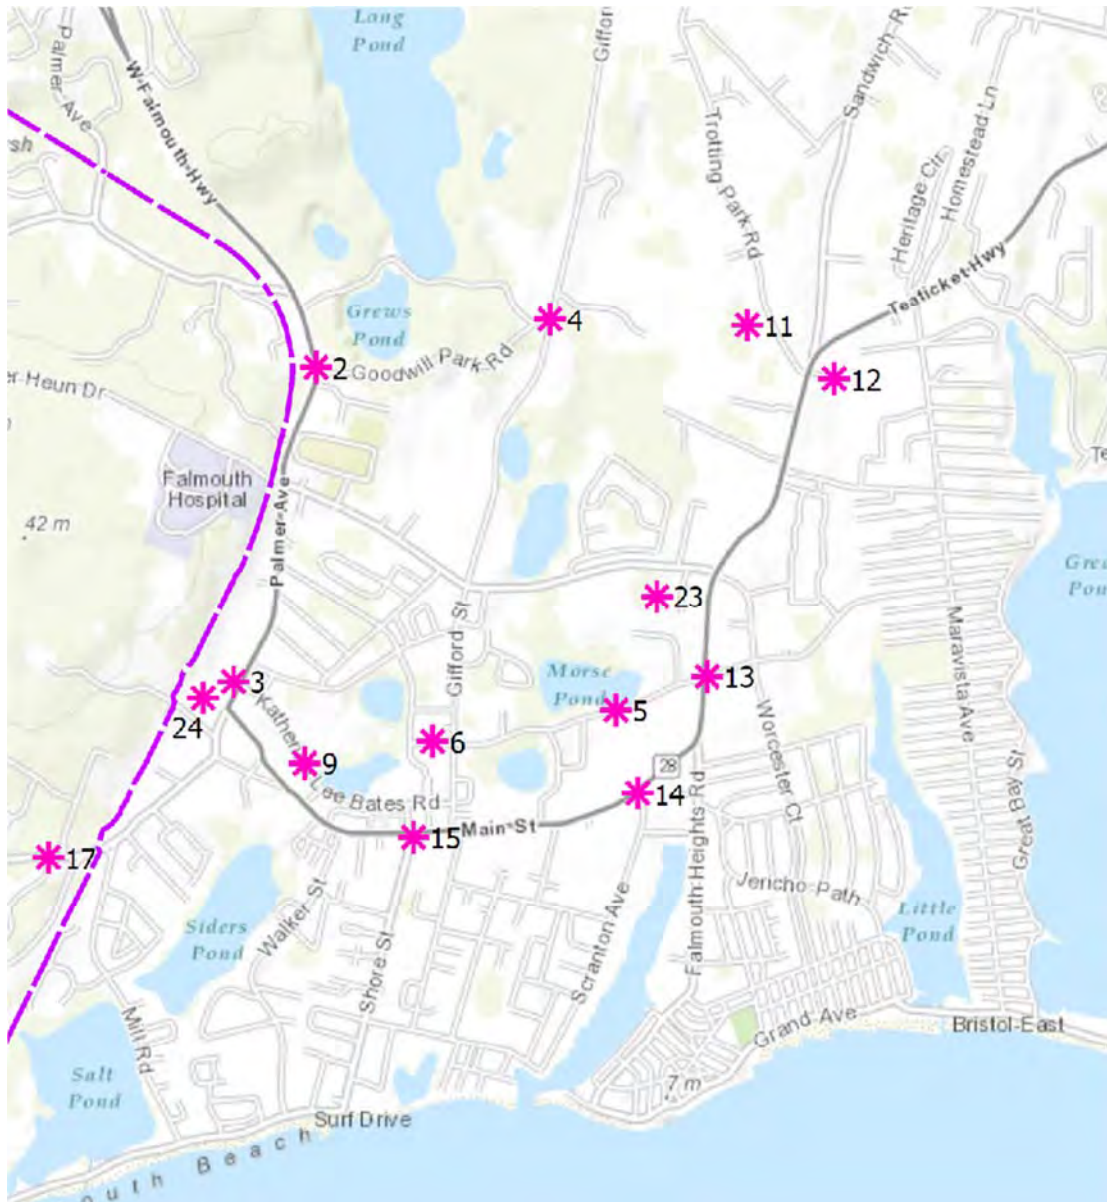 Long
Pond
Palmer-Ave
W-Falmouth-Hwy
Giffor
Sandwich-R
Trotting-Park-Rd
Heritage Cir
Homestead-Ln
Teaticket-Hwy
Grews
Pond
4
11
2
Goodwill-Park-Rd
12
er-Heun Dr
Falmouth
Hospital
42 m
Palmer-Ave
23
Gifford St
Maravista-Ave
Morse
Pond
3
13
24
5
Katherine
Lee Bates Rd
6
9
Worcester Ct
28
14
Great Bay St
15
Main-St
17
Falmouth-Heights-Rd
Jericho-Path
Siders
Pond
Walker-St
Shore St
Scranton Ave
Little
Pond
Mill Rd
Grand Ave
Bristol-East
Salt
Pond
7 m
Surf Drive
outh Beach